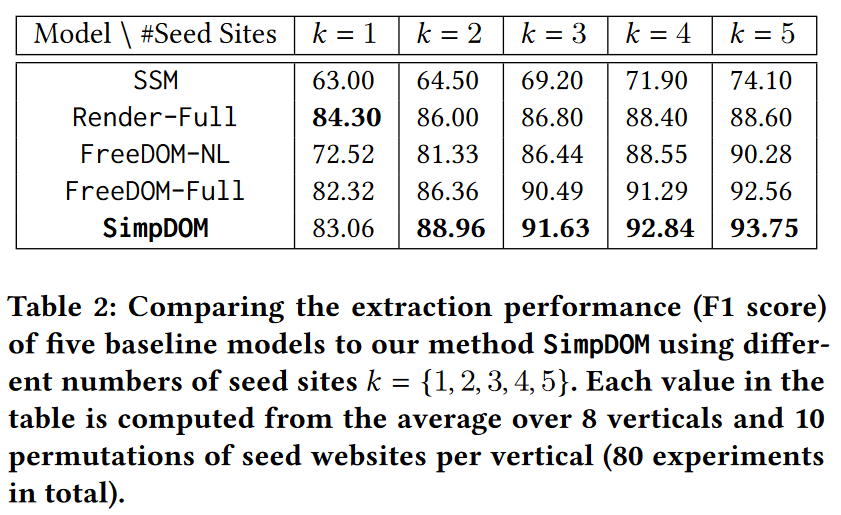 Model \ #Seed Sites k = 1 k = 2 k = 3 k = 4 k = 5
SSM 63.00 64.50 69.20 71.90 74.10
Render-Full 84.30 86.00 86.80 88.40 88.60
FreeDOM-NL 72.52 81.33 86.44 88.55 90.28
FreeDOM-Full 82.32 86.36 90.49 91.29 92.56
SimpDOM 83.06 88.96 91.63 92.84 93.75
Table 2: Comparing the extraction performance (F1 score)
of five baseline models to our method SimpDOM using differ-
ent numbers of seed sites k = {1, 2, 3, 4, 5}. Each value in the
table is computed from the average over 8 verticals and 10
permutations of seed websites per vertical (80 experiments
in total).